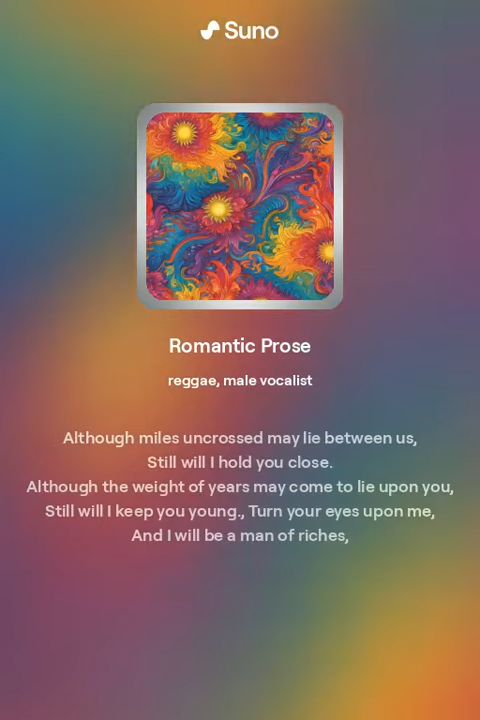 Suno
Romantic Prose
reggae, male vocalist
Although miles uncrossed may lie between us,
Still will I hold you close.
Although the weight of years may come to lie upon you,
Still will I keep you young., Turn your eyes upon me,
And I will be a man of riches,